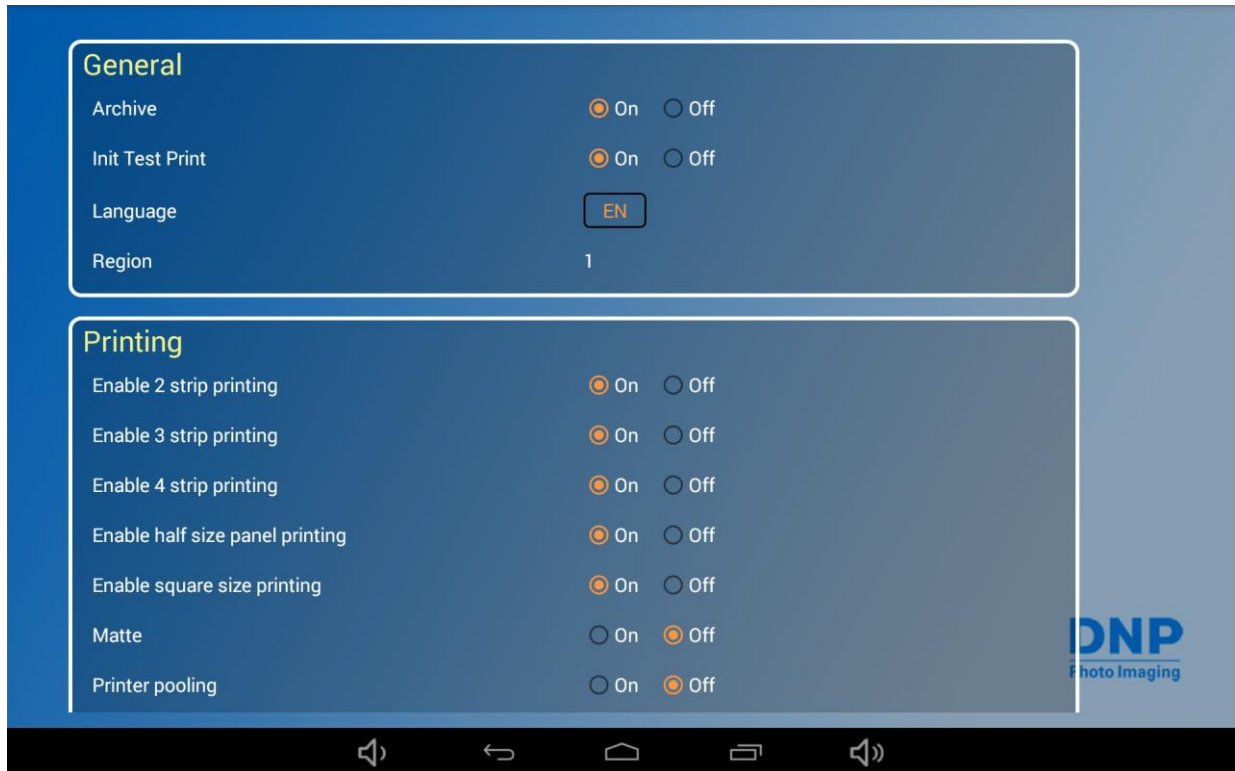 General
Archive On Off
Init Test Print On Off
Language EN
Region 1
Printing
Enable 2 strip printing On Off
Enable 3 strip printing On Off
Enable 4 strip printing On Off
Enable half size panel printing On Off
Enable square size printing On Off
Matte On Off
Printer pooling On Off
DNP
Photo Imaging